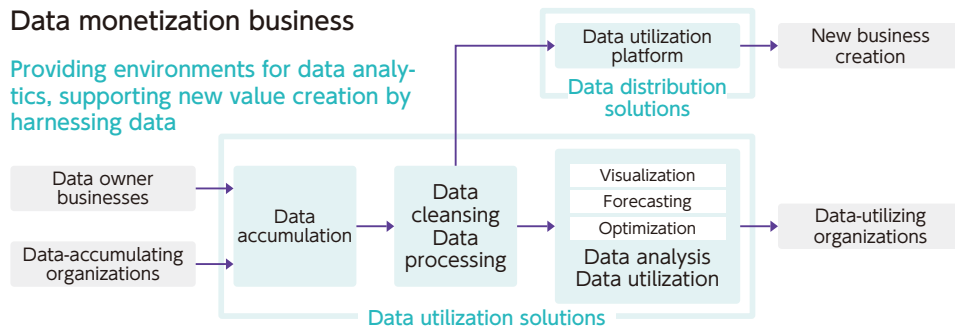 Data monetization business
Providing environments for data analy-
tics, supporting new value creation by
harnessing data
Data utilization
platform
Data distribution
solutions
New business
creation
Data owner
businesses
Data-accumulating
organizations
Data
accumulation
Data
cleansing
Data
processing
Visualization
Forecasting
Optimization
Data analysis
Data utilization
Data-utilizing
organizations
Data utilization solutions